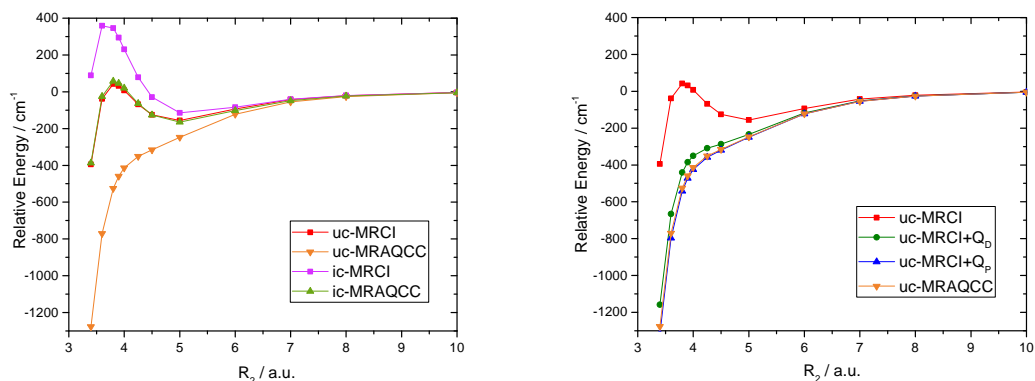 400
200
0
-200
-400
-600
-800
-1000
-1200
Relative Energy / cm⁻¹
3 4 5 6 7 8 9 10
R₂ / a.u.
uc-MRCI
uc-MRAQCC
ic-MRCI
ic-MRAQCC
400
200
0
-200
-400
-600
-800
-1000
-1200
Relative Energy / cm⁻¹
3 4 5 6 7 8 9 10
R₂ / a.u.
uc-MRCI
uc-MRCI+Q_D
uc-MRCI+Q_P
uc-MRAQCC